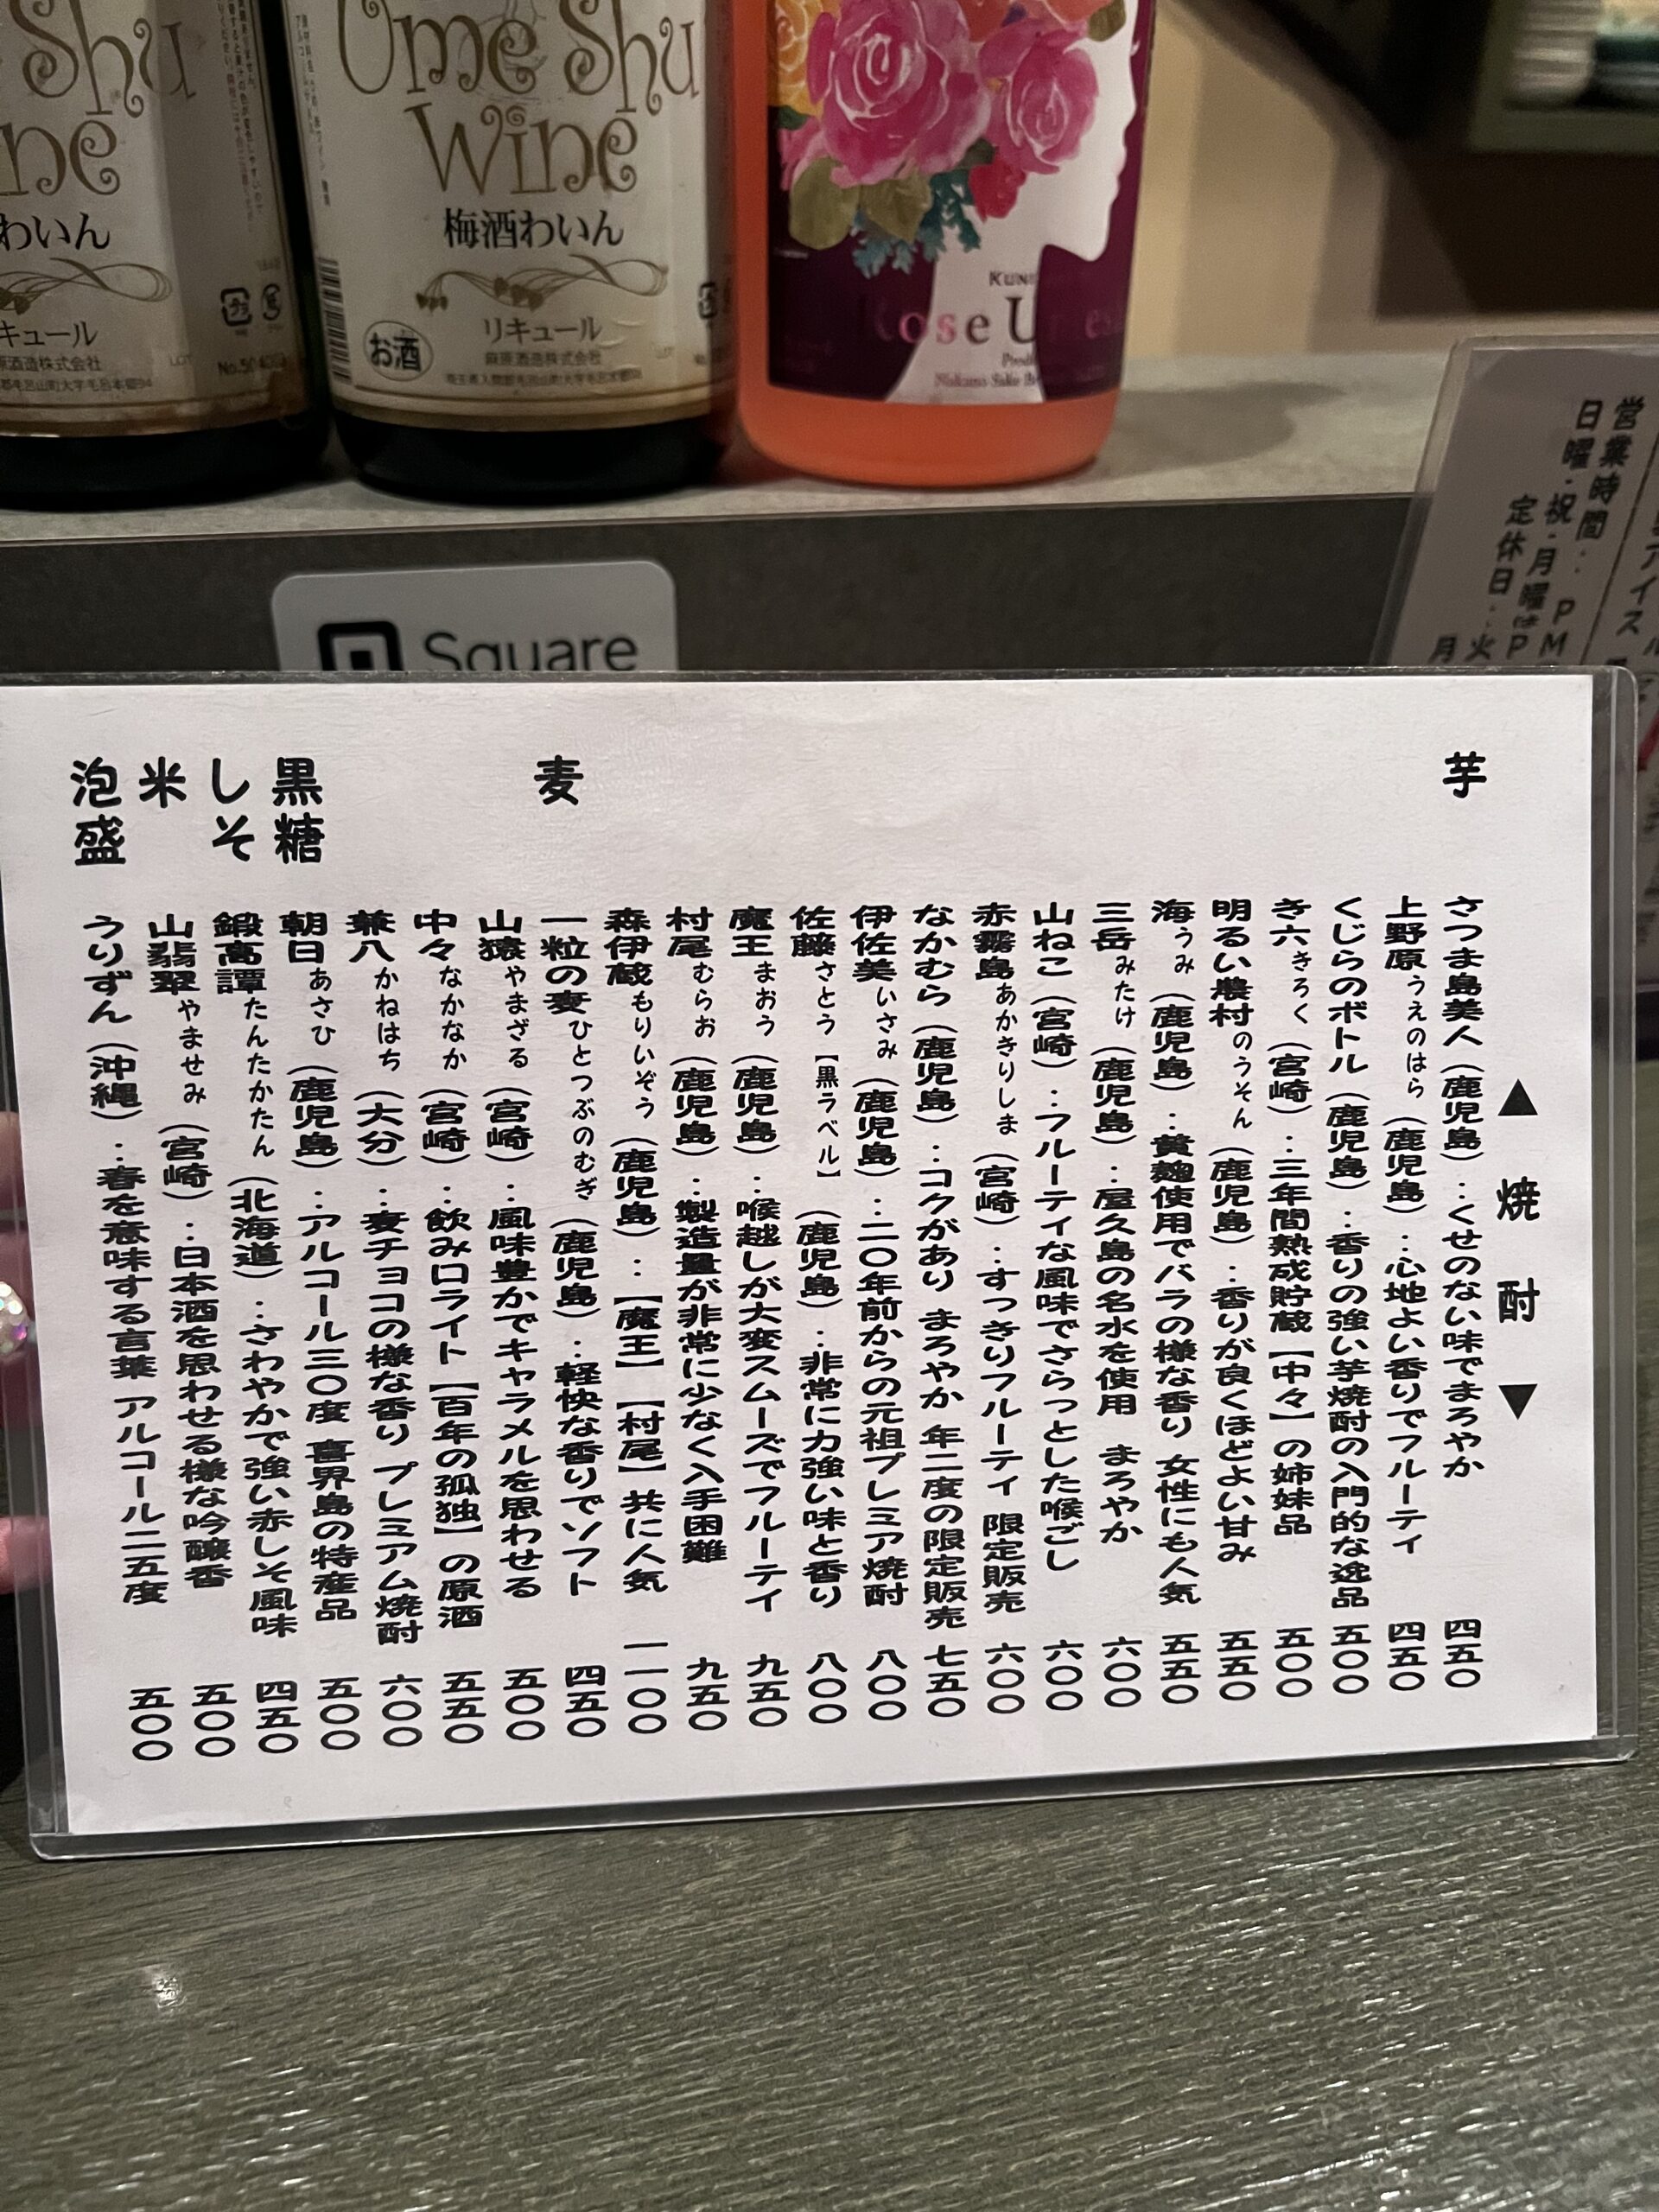 Ume Shu
Wine
梅酒わいん
リキュール
お酒
萩原酒造株式会社
Square
営業時間
日曜・祝・月曜はP
定休日：火
▲ 焼 酎 ▼
芋
さつま島美人（鹿児島）：くせのない味でまろやか 四五〇
上野原うえのはら（鹿児島）：心地よい香りでフルーティ 四五〇
くじらのボトル（鹿児島）：香りの強い芋焼酎の入門的な逸品 五〇〇
き六きろく（宮崎）：三年間熟成貯蔵【中々】の姉妹品 五〇〇
明るい農村のうそん（鹿児島）：香りが良くほどよい甘み 五五〇
海うみ（鹿児島）：黄麹使用でバラの様な香り 女性にも人気 五五〇
三岳みたけ（鹿児島）：屋久島の名水を使用 まろやか 六〇〇
山ねこ（宮崎）：フルーティな風味でさらっとした喉ごし 六〇〇
赤霧島あかきりしま（宮崎）：すっきりフルーティ 限定販売 六〇〇
なかむら（鹿児島）：コクがあり まろやか 年二度の限定販売 七五〇
伊佐美いさみ（鹿児島）：二〇年前からの元祖プレミア焼酎 八〇〇
佐藤さとう【黒ラベル】（鹿児島）：非常に力強い味と香り 八〇〇
魔王まおう（鹿児島）：喉越しが大変スムーズでフルーテイ 九五〇
村尾むらお（鹿児島）：製造量が非常に少なく入手困難 九五〇
森伊蔵もりいぞう（鹿児島）：【魔王】【村尾】共に人気 一一〇〇
麦
一粒の麦ひとつぶのむぎ（鹿児島）：軽快な香りでソフト 四五〇
山猿やまざる（宮崎）：風味豊かでキャラメルを思わせる 五〇〇
中々なかなか（宮崎）：飲み口ライト【百年の孤独】の原酒 五五〇
兼八かねはち（大分）：麦チョコの様な香り プレミアム焼酎 六〇〇
黒糖
朝日あさひ（鹿児島）：アルコール三〇度 喜界島の特産品 五〇〇
しそ
鍛高譚たんたかたん（北海道）：さわやかで強い赤しそ風味 四五〇
米
山翡翠やませみ（宮崎）：日本酒を思わせる様な吟醸香 五〇〇
泡盛
うりずん（沖縄）：春を意味する言葉 アルコール二五度 五〇〇